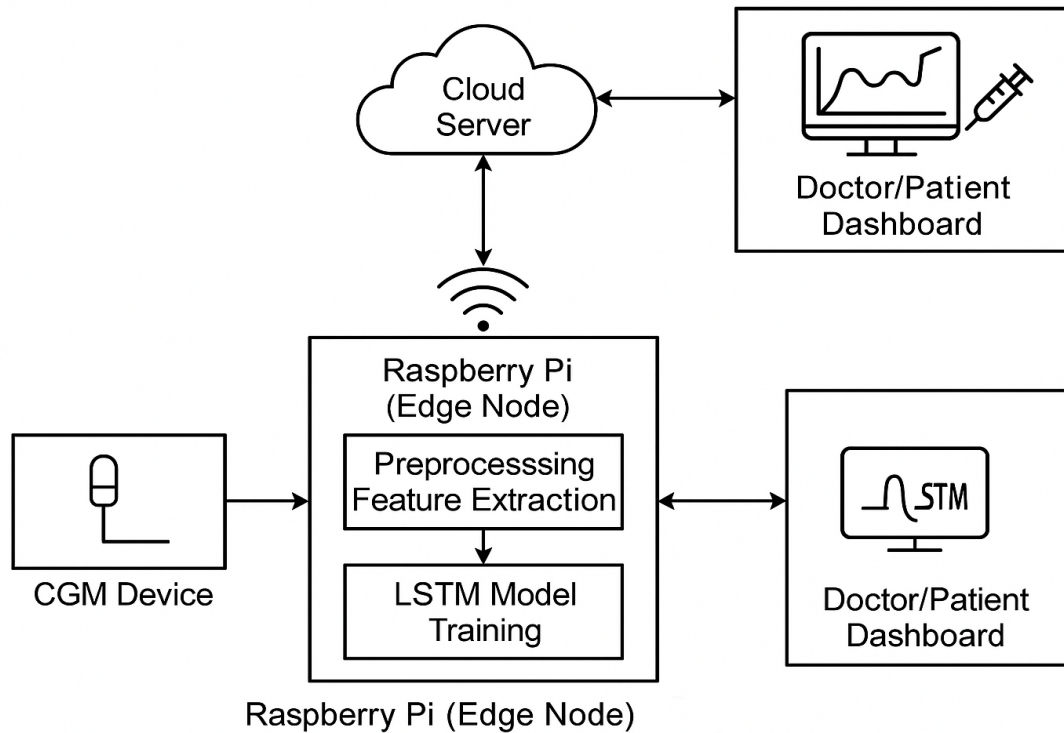 Cloud
Server
Doctor/Patient
Dashboard
Raspberry Pi
(Edge Node)
Preprocesssing
Feature Extraction
LSTM Model
Training
CGM Device
STM
Doctor/Patient
Dashboard
Raspberry Pi (Edge Node)